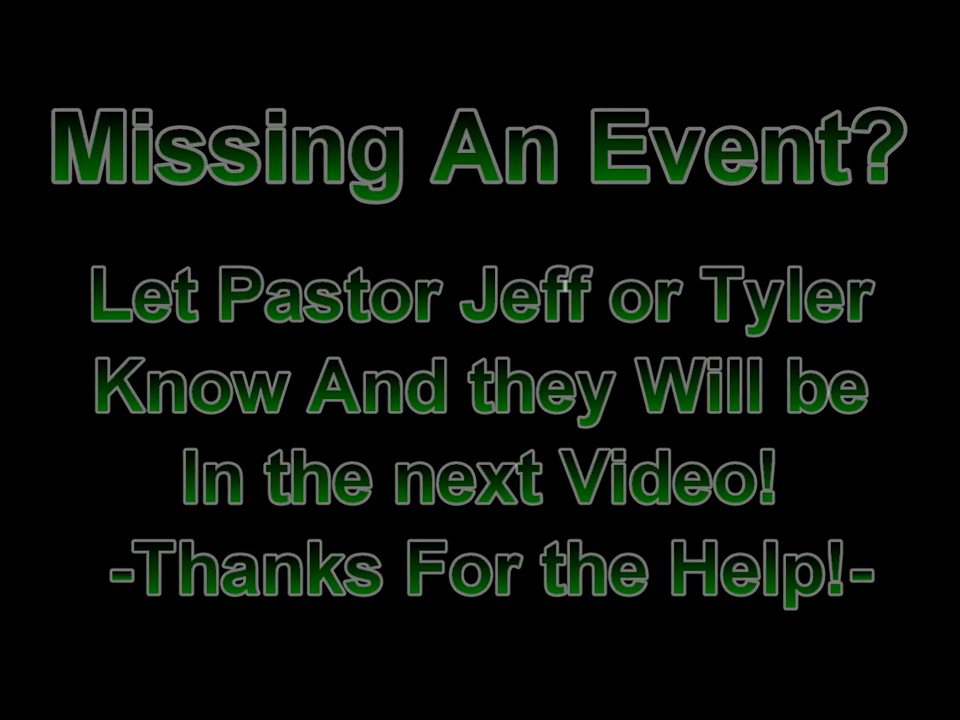 Missing An Event?
Let Pastor Jeff or Tyler
Know And they Will be
In the next Video!
-Thanks For the Help!-